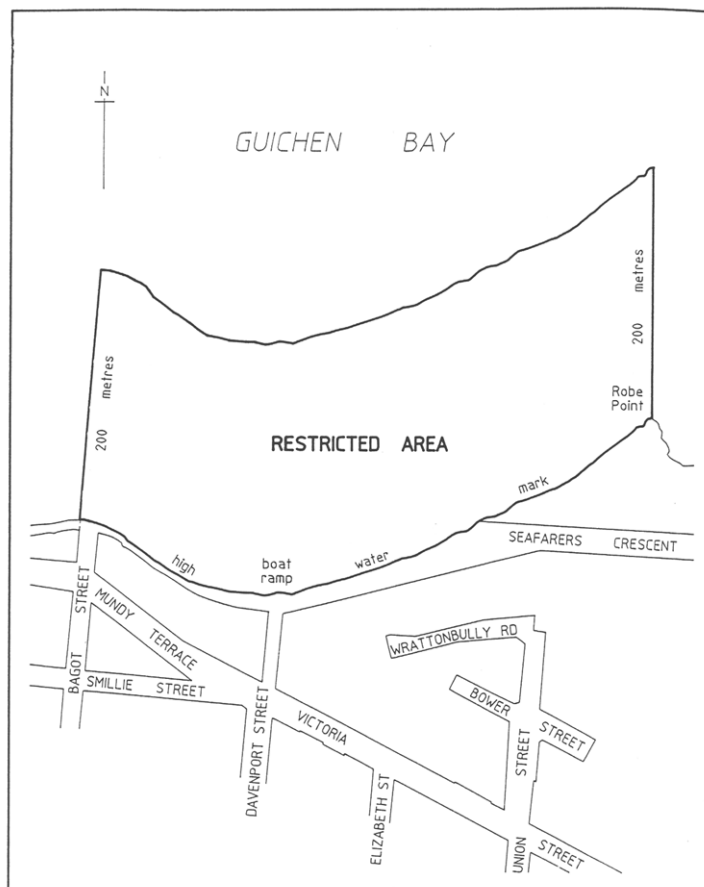 N
GUICHEN BAY
200 metres
200 metres
Robe
Point
RESTRICTED AREA
mark
water
high
boat
ramp
SEAFARERS CRESCENT
BAGOT STREET
MUNDY TERRACE
SMILLIE STREET
DAVENPORT STREET
VICTORIA STREET
ELIZABETH ST
WRATTONBULLY RD
BOWER STREET
UNION STREET